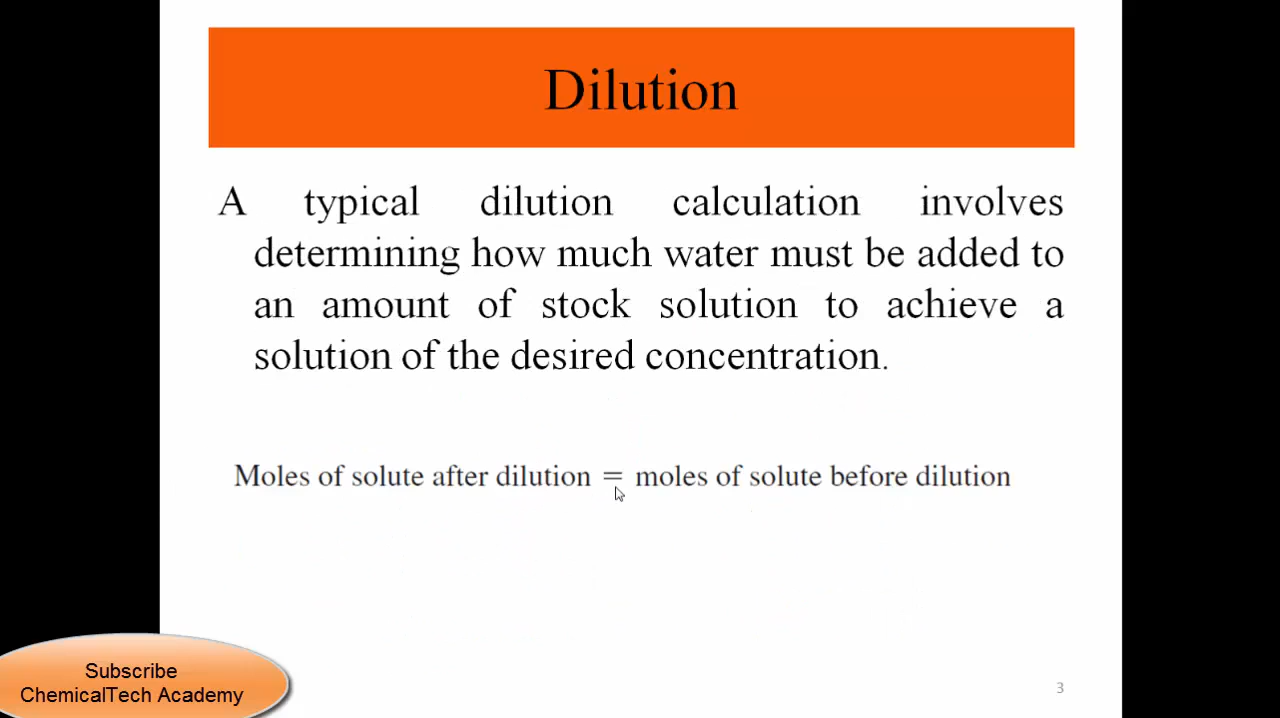 Dilution
A typical dilution calculation involves
determining how much water must be added to
an amount of stock solution to achieve a
solution of the desired concentration.
Moles of solute after dilution = moles of solute before dilution
Subscribe
ChemicalTech Academy
3